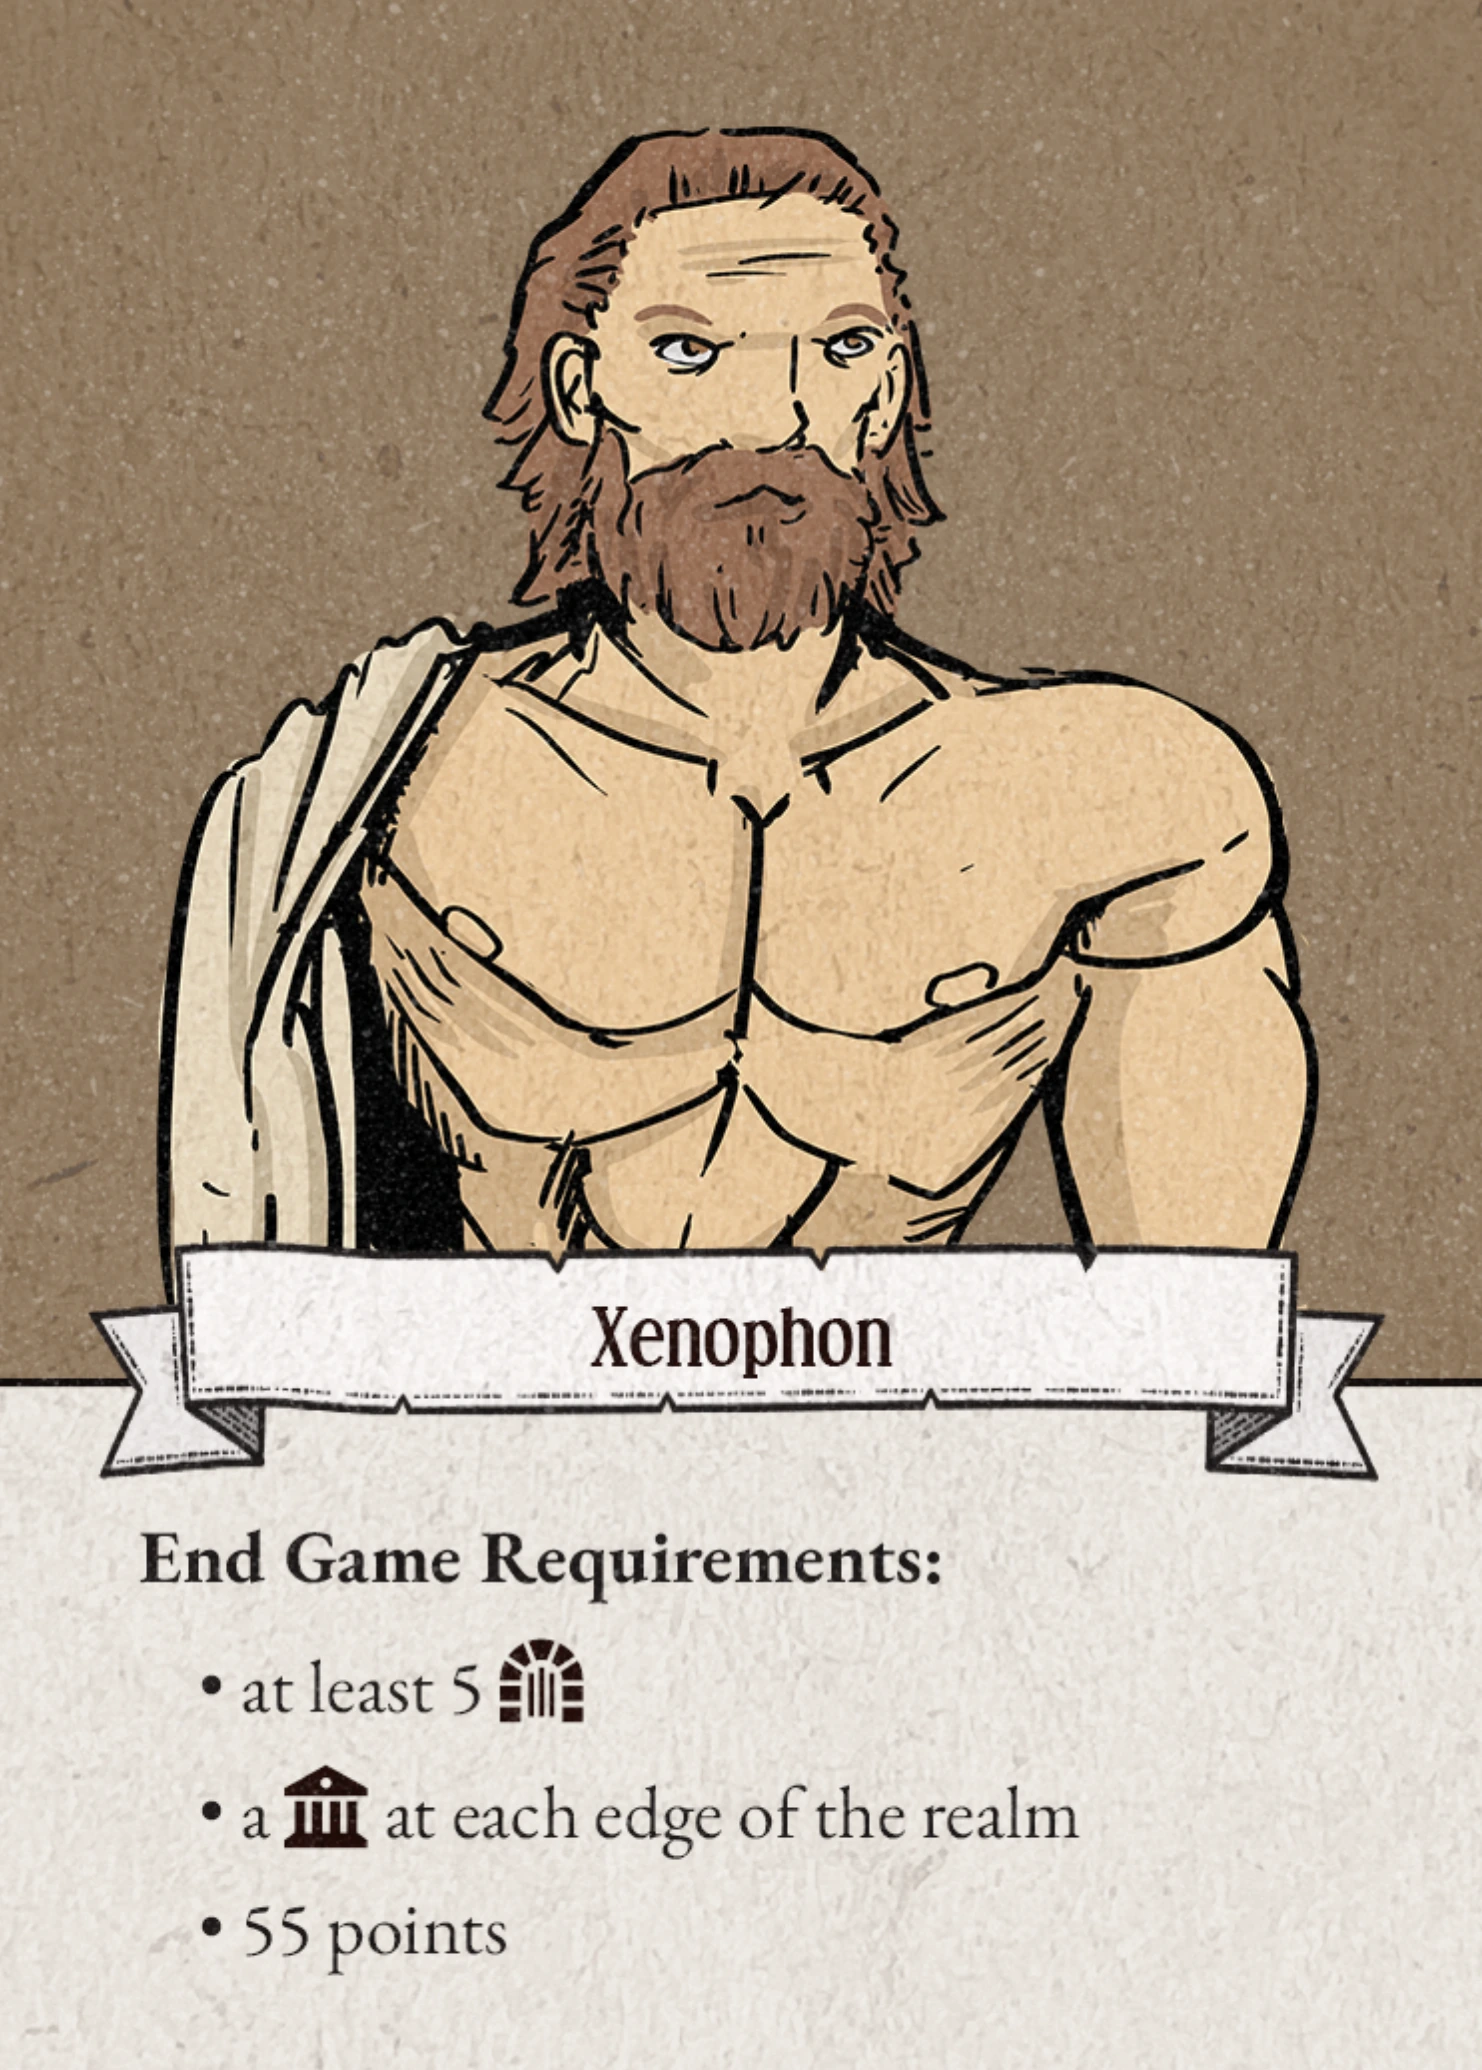 Xenophon
End Game Requirements:
• at least 5
• a at each edge of the realm
• 55 points